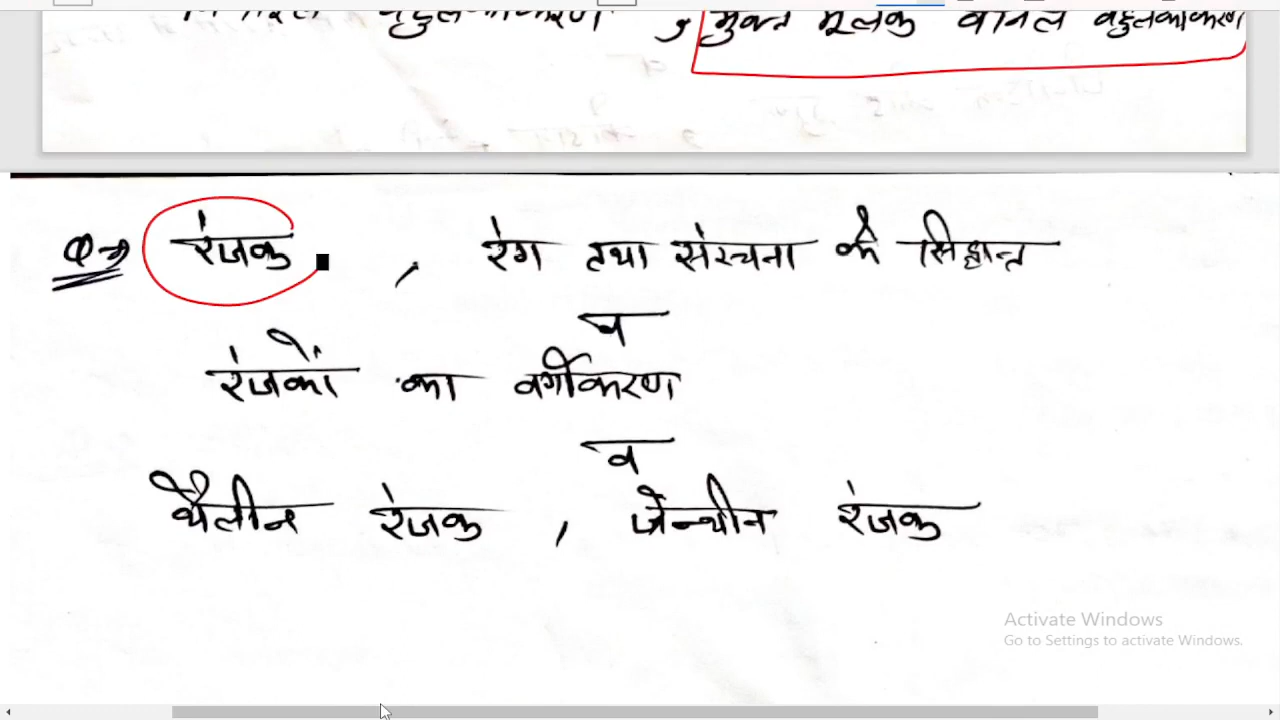 मुक्त मूलक वानिल बहुलकीकरण
Q→ रंजक , रंग तथा संरचना के सिद्धान्त
व
रंजकों का वर्गीकरण
व
थैलीन रंजक , जेन्थीन रंजक
Activate Windows
Go to Settings to activate Windows.